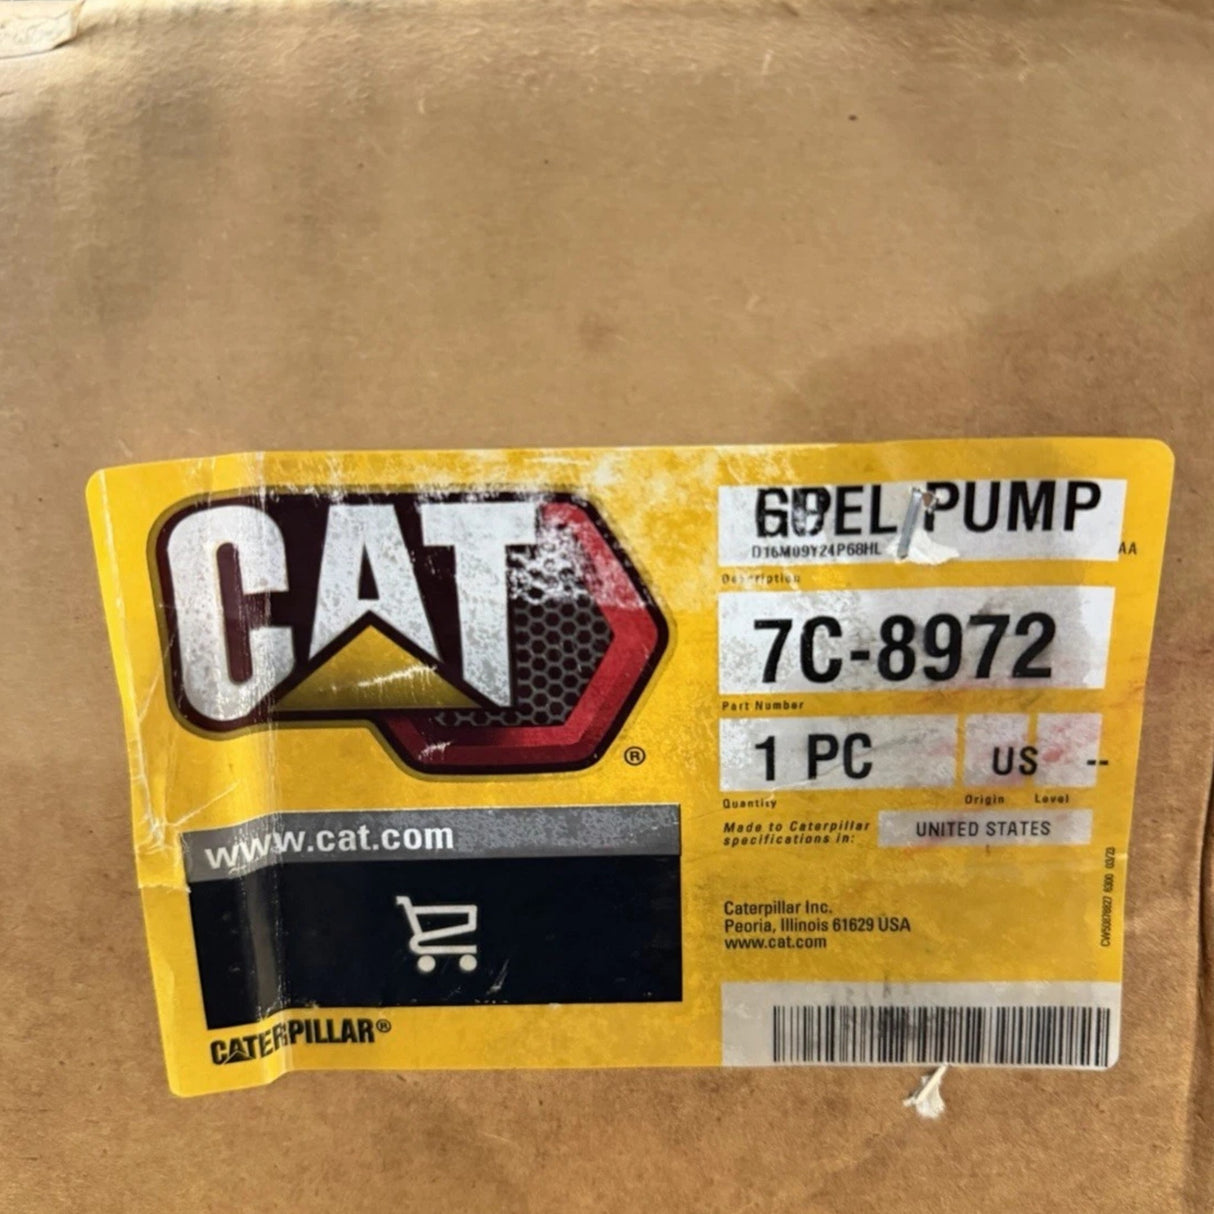 CAT
®
PUMP
D16M09Y24P68HL AA
Description
7C-8972
Part Number
1 PC US --
Quantity Origin Level
Made to Caterpillar
specifications in: UNITED STATES
www.cat.com
Caterpillar Inc.
Peoria, Illinois 61629 USA
www.cat.com
CATERPILLAR®